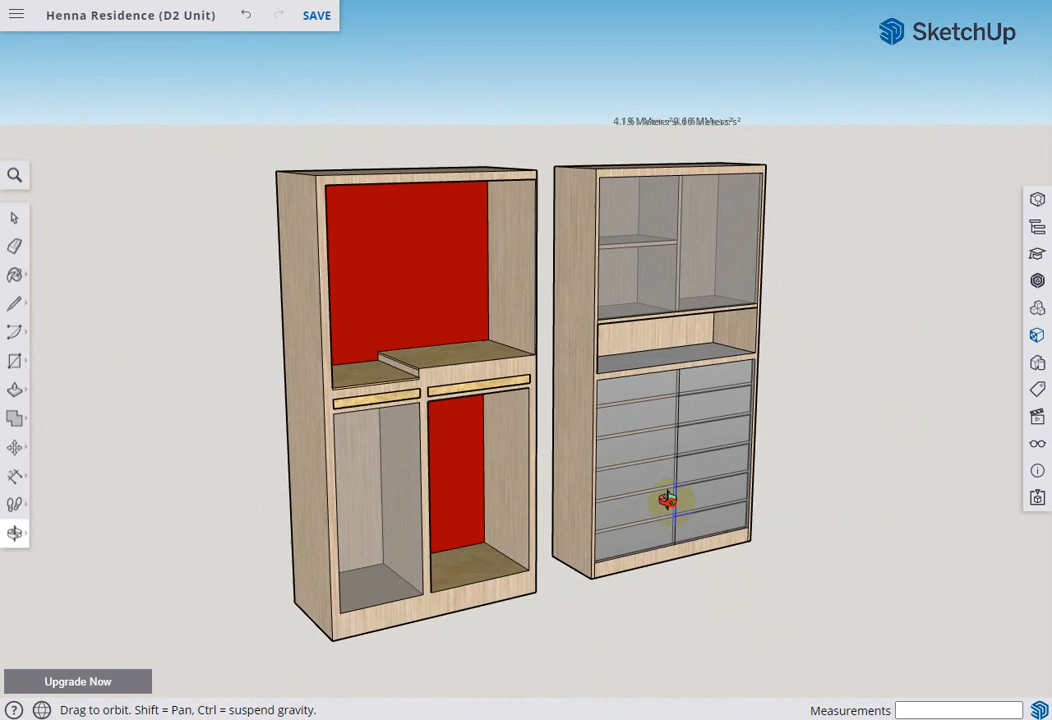 Henna Residence (D2 Unit)
SAVE
SketchUp
Upgrade Now
Drag to orbit. Shift = Pan, Ctrl = suspend gravity.
Measurements